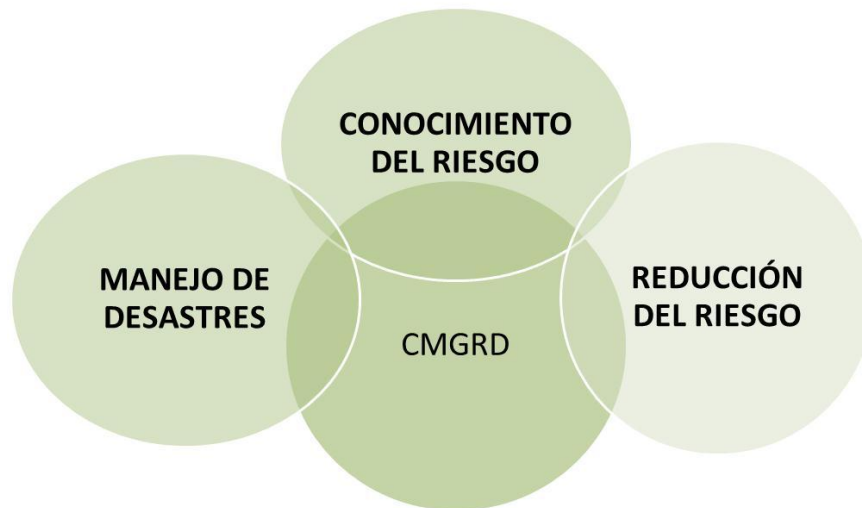 CONOCIMIENTO
DEL RIESGO
MANEJO DE
DESASTRES
REDUCCIÓN
DEL RIESGO
CMGRD